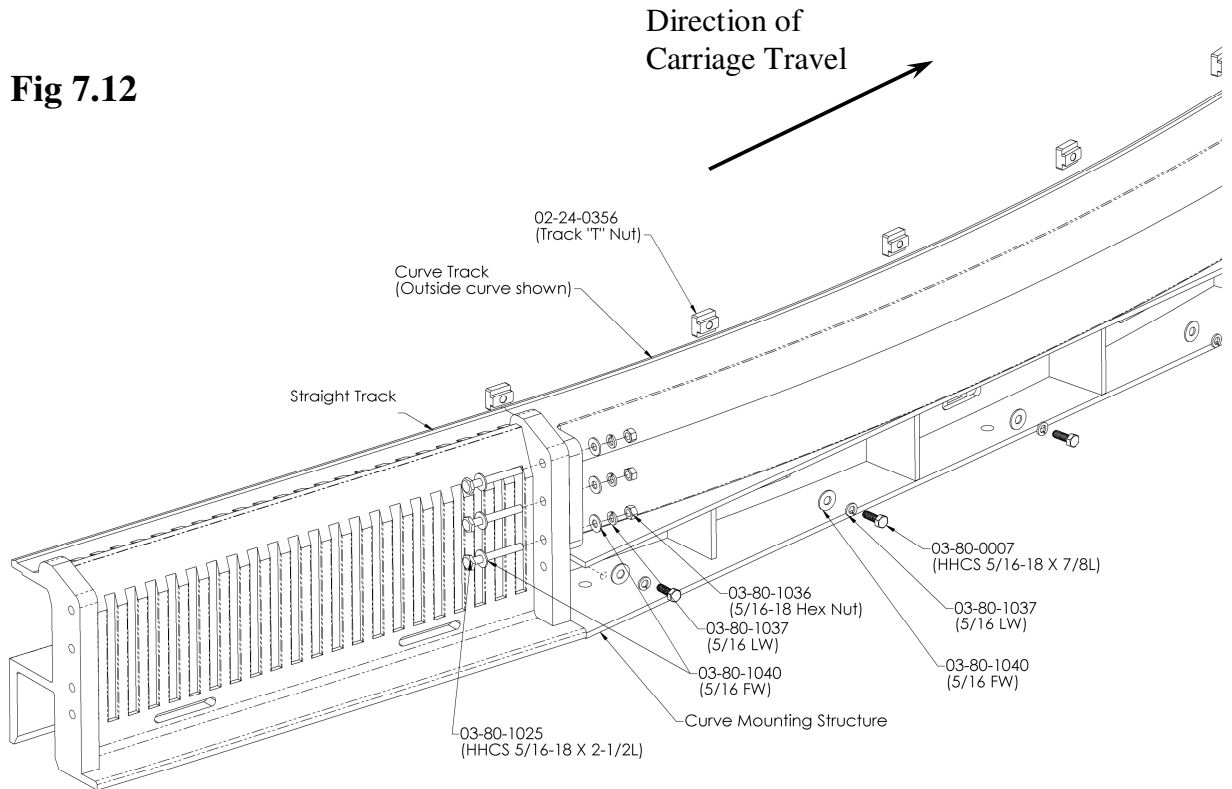 Direction of
Carriage Travel
Fig 7.12
02-24-0356
(Track "T" Nut)
Curve Track
(Outside curve shown)
Straight Track
03-80-0007
(HHCS 5/16-18 X 7/8L)
03-80-1036
(5/16-18 Hex Nut)
03-80-1037
(5/16 LW)
03-80-1037
(5/16 LW)
03-80-1040
(5/16 FW)
03-80-1040
(5/16 FW)
Curve Mounting Structure
03-80-1025
(HHCS 5/16-18 X 2-1/2L)